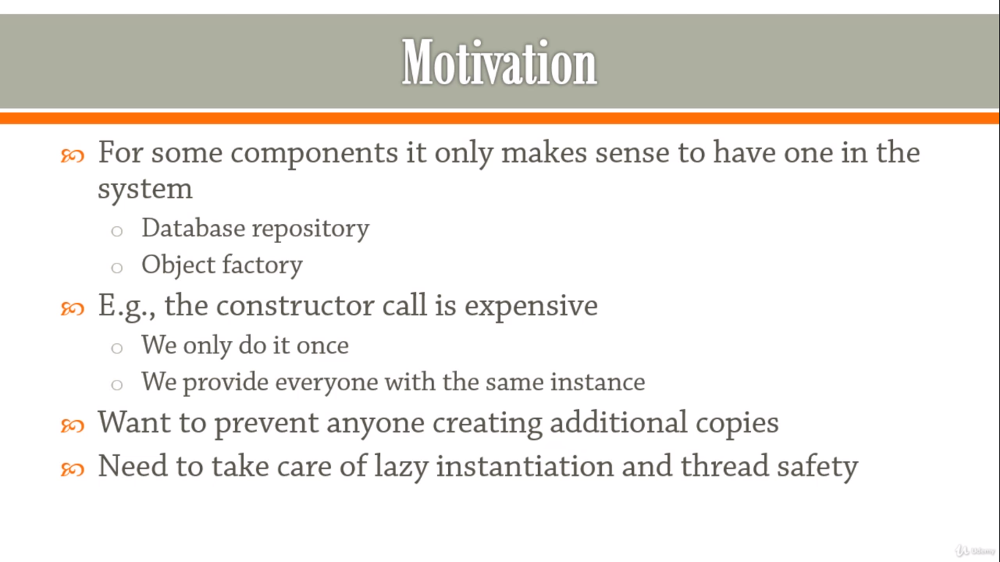 Motivation
For some components it only makes sense to have one in the
system
Database repository
Object factory
E.g., the constructor call is expensive
We only do it once
We provide everyone with the same instance
Want to prevent anyone creating additional copies
Need to take care of lazy instantiation and thread safety
Udemy